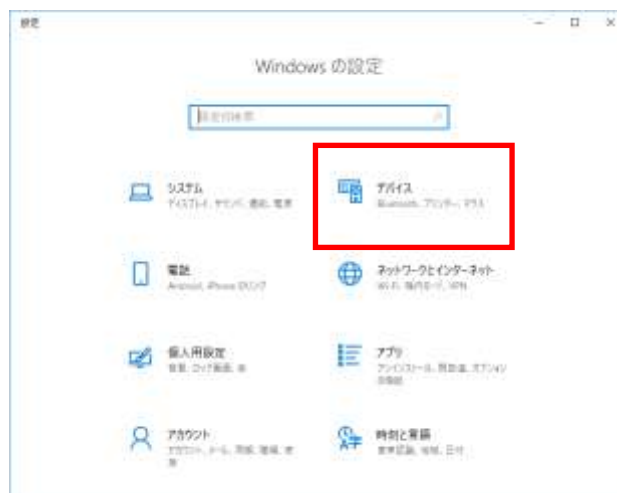 設定
Windows の設定
設定の検索
システム
ディスプレイ、サウンド、通知、電源
デバイス
Bluetooth、プリンター、マウス
電話
Android, iPhone のリンク
ネットワークとインターネット
Wi-Fi、機内モード、VPN
個人用設定
背景、ロック画面、色
アプリ
アンインストール、既定値、オプション
の機能
アカウント
アカウント、メール、同期、職場、家
族
時刻と言語
音声認識、地域、日付